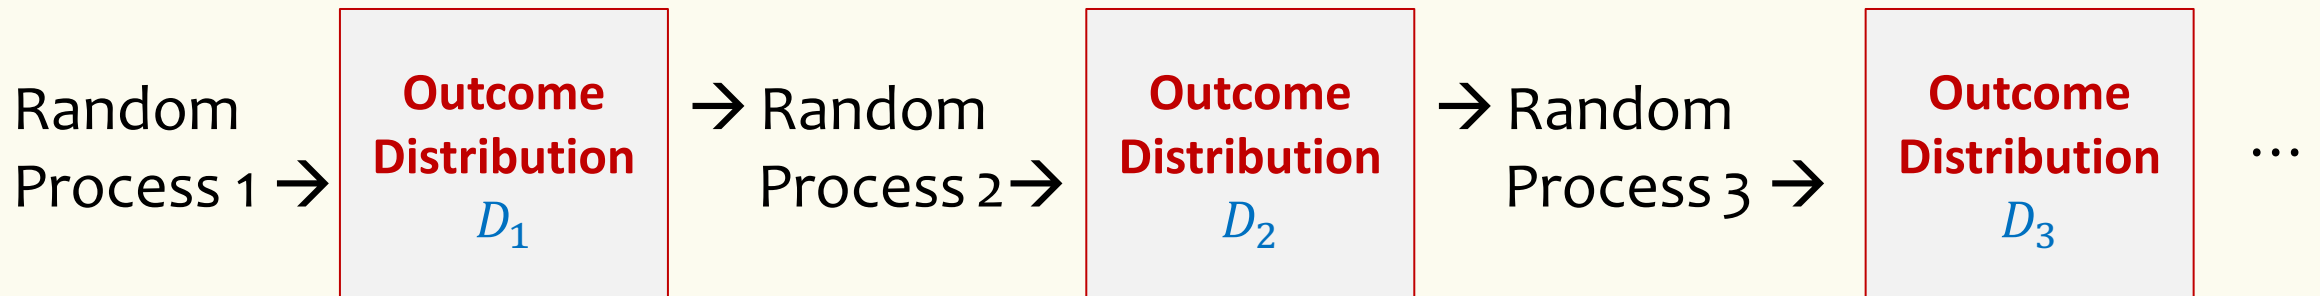 Random
Process 1 →
Outcome
Distribution
D₁
→ Random
Process 2 →
Outcome
Distribution
D₂
→ Random
Process 3 →
Outcome
Distribution
D₃
...